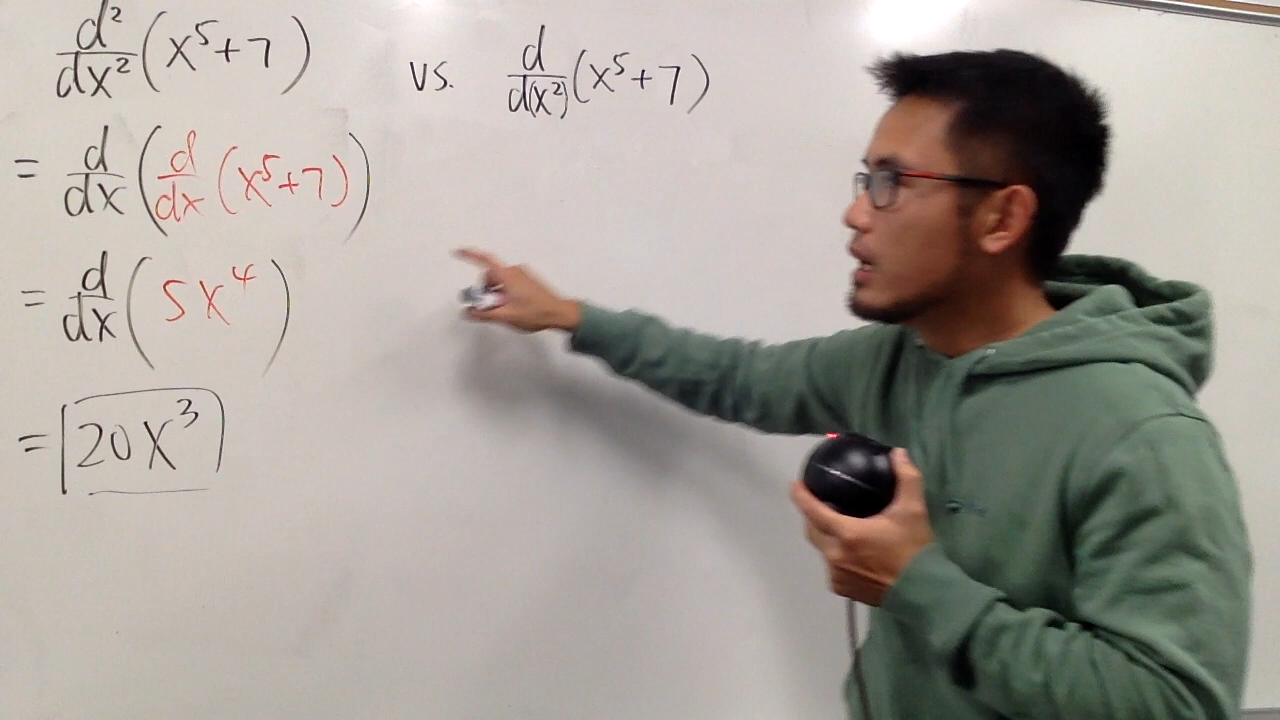 d²/dx² (x⁵+7) vs. d/d(x²) (x⁵+7)
= d/dx (d/dx (x⁵+7))
= d/dx (5x⁴)
= 20x³